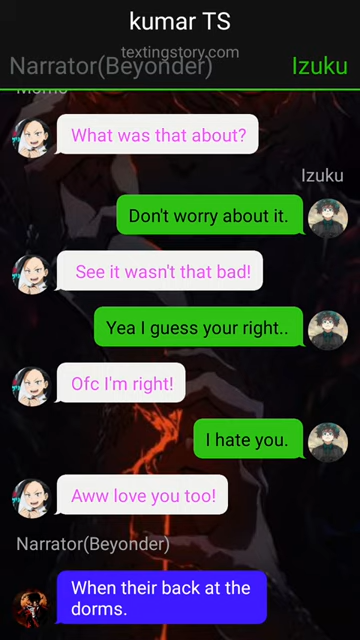 kumar TS
textingstory.com
Narrator(Beyonder)
Izuku
Momo
What was that about?
Izuku
Don't worry about it.
See it wasn't that bad!
Yea I guess your right..
Ofc I'm right!
I hate you.
Aww love you too!
Narrator(Beyonder)
When their back at the
dorms.